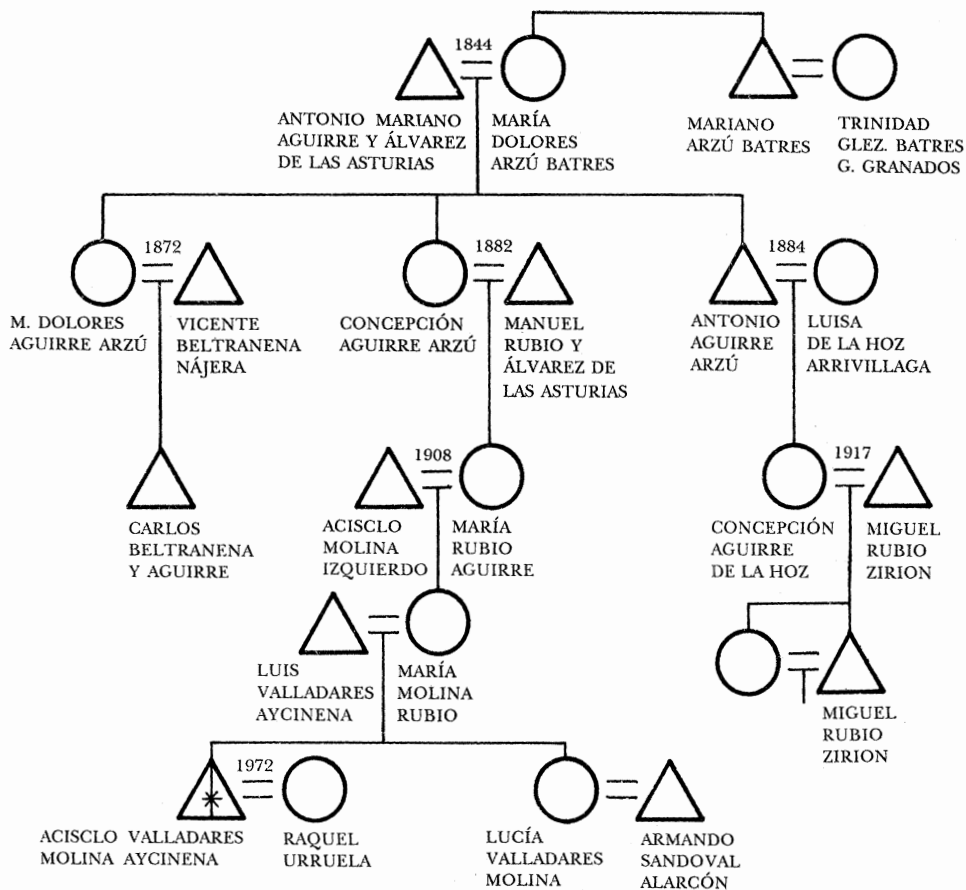 1844
ANTONIO MARIANO
AGUIRRE Y ÁLVAREZ
DE LAS ASTURIAS
MARÍA
DOLORES
ARZÚ BATRES
MARIANO
ARZÚ BATRES
TRINIDAD
GLEZ. BATRES
G. GRANADOS
1872
M. DOLORES
AGUIRRE ARZÚ
VICENTE
BELTRANENA
NÁJERA
1882
CONCEPCIÓN
AGUIRRE ARZÚ
MANUEL
RUBIO Y
ÁLVAREZ DE
LAS ASTURIAS
1884
ANTONIO
AGUIRRE
ARZÚ
LUISA
DE LA HOZ
ARRIVILLAGA
CARLOS
BELTRANENA
Y AGUIRRE
1908
ACISCLO
MOLINA
IZQUIERDO
MARÍA
RUBIO
AGUIRRE
1917
CONCEPCIÓN
AGUIRRE
DE LA HOZ
MIGUEL
RUBIO
ZIRION
LUIS
VALLADARES
AYCINENA
MARÍA
MOLINA
RUBIO
MIGUEL
RUBIO
ZIRION
1972
ACISCLO VALLADARES
MOLINA AYCINENA
RAQUEL
URRUELA
LUCÍA
VALLADARES
MOLINA
ARMANDO
SANDOVAL
ALARCÓN